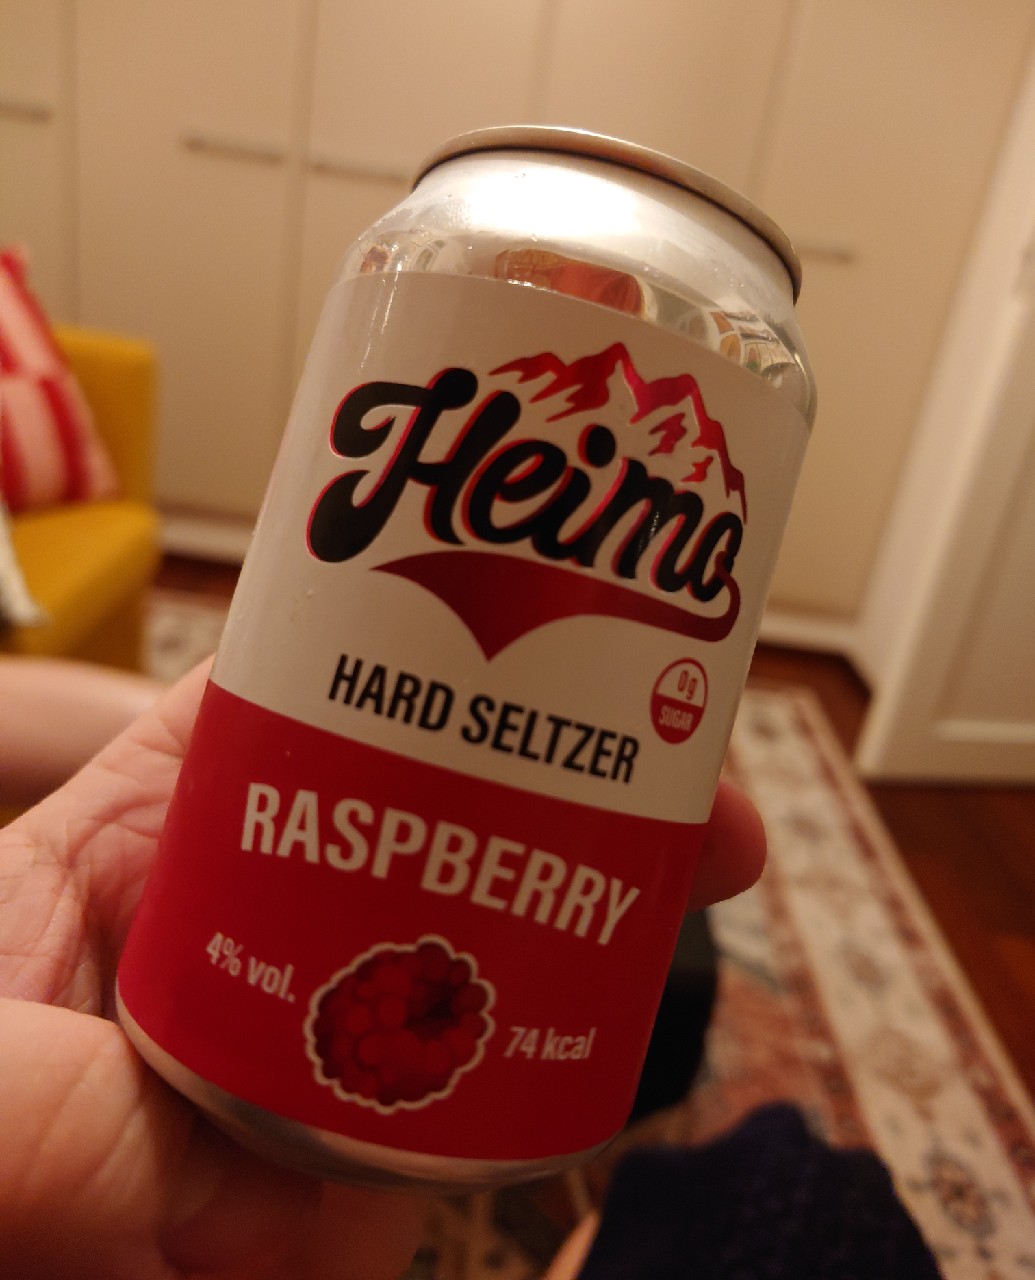 Heimo
HARD SELTZER
0g
SUGAR
RASPBERRY
4% vol.
74 kcal